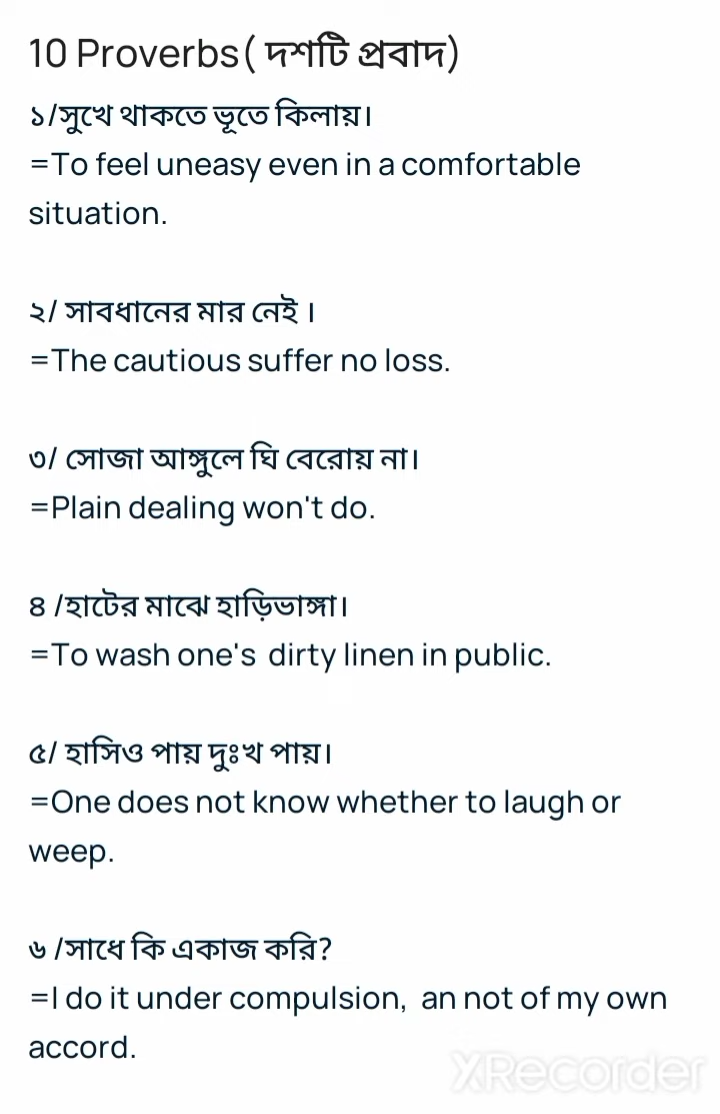 10 Proverbs( দশটি প্রবাদ)
১/সুখে থাকতে ভূতে কিলায়।
=To feel uneasy even in a comfortable
situation.
২/ সাবধানের মার নেই ।
=The cautious suffer no loss.
৩/ সোজা আঙ্গুলে ঘি বেরোয় না।
=Plain dealing won't do.
৪ /হাটের মাঝে হাড়িভাঙ্গা।
=To wash one's dirty linen in public.
৫/ হাসিও পায় দুঃখ পায়।
=One does not know whether to laugh or
weep.
৬ /সাধে কি একাজ করি?
=I do it under compulsion, an not of my own
accord.
XRecorder